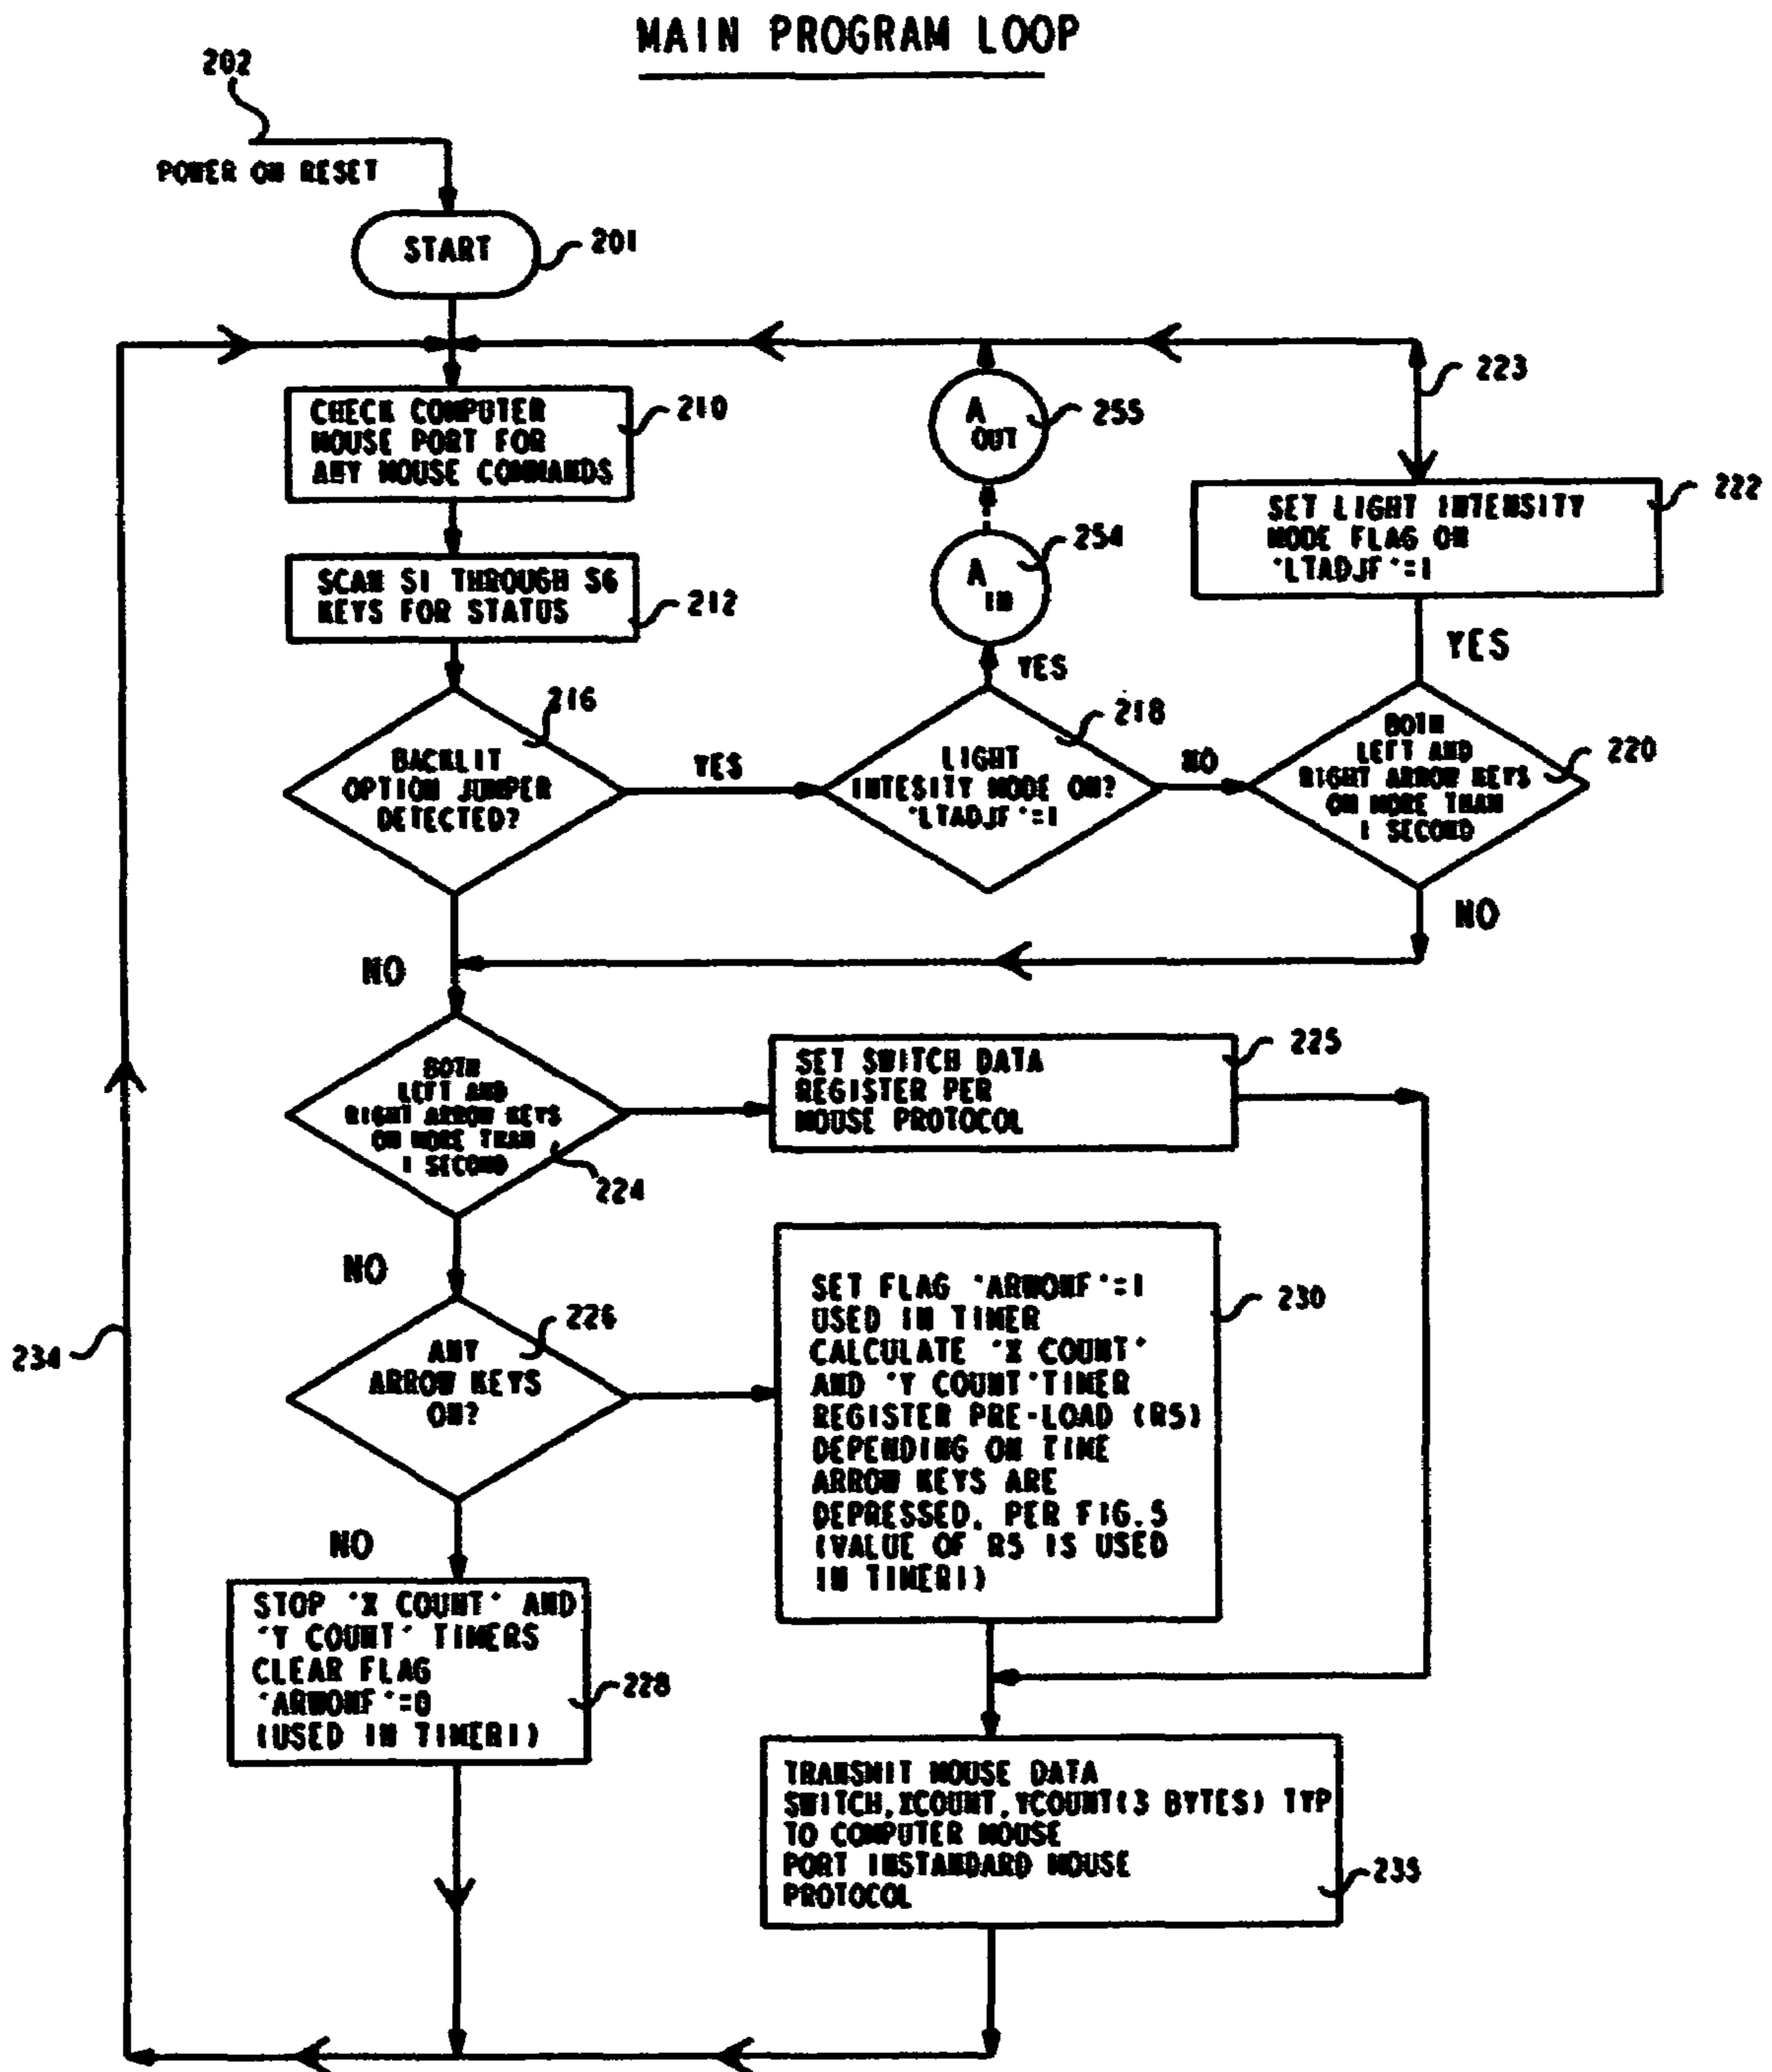 MAIN PROGRAM LOOP
202
POWER ON RESET
START
201
CHECK COMPUTER
MOUSE PORT FOR
ANY MOUSE COMMANDS
210
SCAN S1 THROUGH S6
KEYS FOR STATUS
212
A
OUT
255
A
IN
254
223
SET LIGHT INTENSITY
MODE FLAG ON
'LTADJF'=1
222
YES
YES
BACKLIT
OPTION JUMPER
DETECTED?
216
YES
LIGHT
INTESITY MODE ON?
'LTADJF'=1
218
NO
BOTH
LEFT AND
RIGHT ARROW KEYS
ON MORE THAN
1 SECOND
220
NO
NO
BOTH
LEFT AND
RIGHT ARROW KEYS
ON MORE THAN
1 SECOND
224
SET SWITCH DATA
REGISTER PER
MOUSE PROTOCOL
225
NO
ANY
ARROW KEYS
ON?
226
SET FLAG 'ARWONF'=1
USED IN TIMER
CALCULATE 'X COUNT'
AND 'Y COUNT'TIMER
REGISTER PRE-LOAD (R5)
DEPENDING ON TIME
ARROW KEYS ARE
DEPRESSED, PER FIG.5
(VALUE OF R5 IS USED
IN TIMER1)
230
234
NO
STOP 'X COUNT' AND
'Y COUNT' TIMERS
CLEAR FLAG
'ARWONF'=0
(USED IN TIMER1)
228
TRANSMIT MOUSE DATA
SWITCH,XCOUNT,YCOUNT(3 BYTES) TYP
TO COMPUTER MOUSE
PORT INSTANDARD MOUSE
PROTOCOL
235